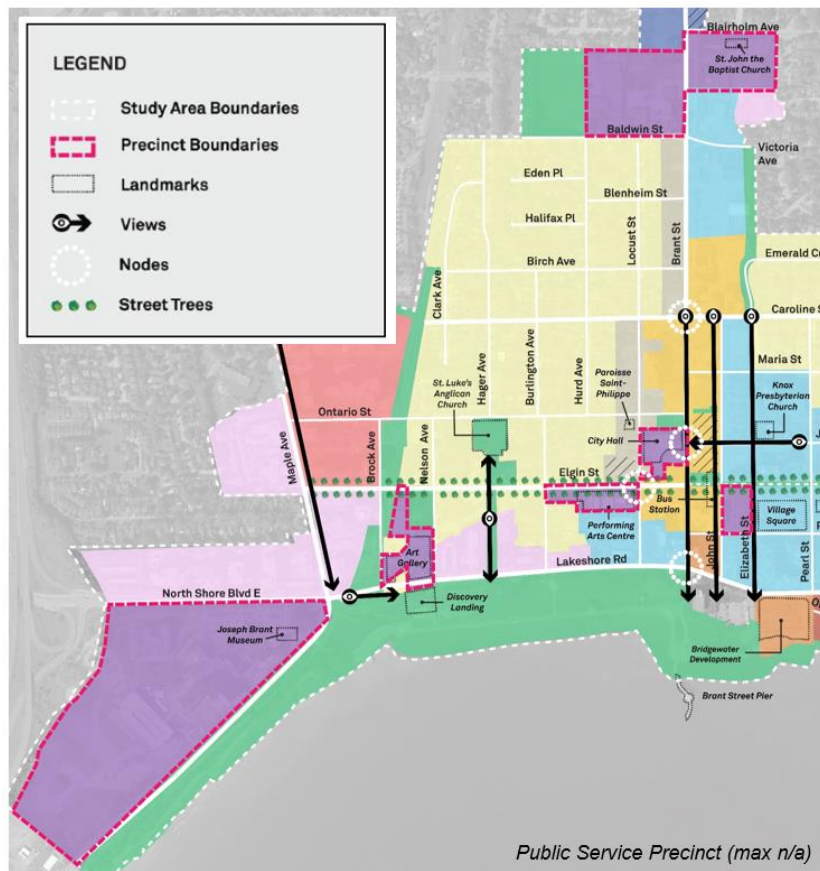 LEGEND
Study Area Boundaries
Precinct Boundaries
Landmarks
Views
Nodes
Street Trees
Blairholm Ave
St. John the
Baptist Church
Baldwin St
Victoria
Ave
Eden Pl
Blenheim St
Halifax Pl
Locust St
Brant St
Birch Ave
Emerald Cr
Clark Ave
Caroline S
Hager Ave
Burlington Ave
Hurd Ave
Maria St
St. Luke's
Anglican
Church
Paroisse
Saint-
Philippe
Knox
Presbyterian
Church
Ontario St
City Hall
Maple Ave
Brock Ave
Nelson Ave
Elgin St
Bus
Station
Performing
Arts Centre
John St
Elizabeth St
Village
Square
Pearl St
Art
Gallery
Lakeshore Rd
North Shore Blvd E
Discovery
Landing
Joseph Brant
Museum
Bridgewater
Development
Brant Street Pier
Public Service Precinct (max n/a)